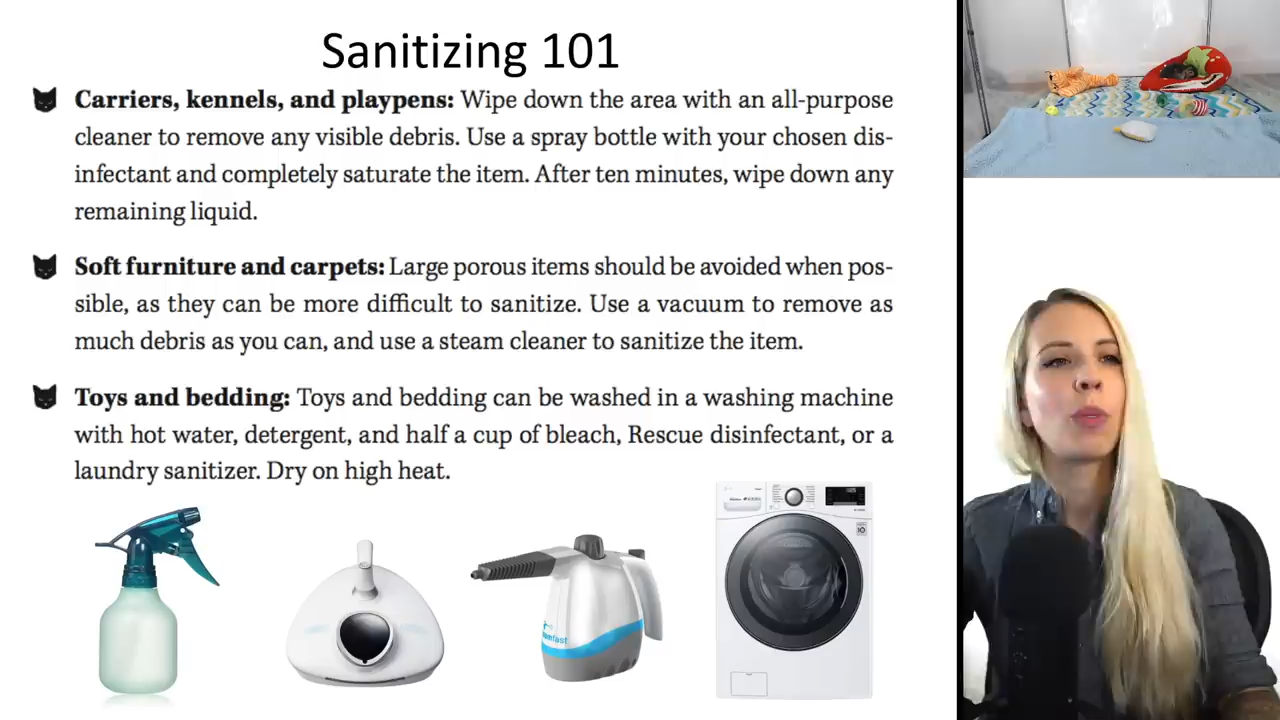 Sanitizing 101
Carriers, kennels, and playpens: Wipe down the area with an all-purpose
cleaner to remove any visible debris. Use a spray bottle with your chosen dis-
infectant and completely saturate the item. After ten minutes, wipe down any
remaining liquid.
Soft furniture and carpets: Large porous items should be avoided when pos-
sible, as they can be more difficult to sanitize. Use a vacuum to remove as
much debris as you can, and use a steam cleaner to sanitize the item.
Toys and bedding: Toys and bedding can be washed in a washing machine
with hot water, detergent, and half a cup of bleach, Rescue disinfectant, or a
laundry sanitizer. Dry on high heat.